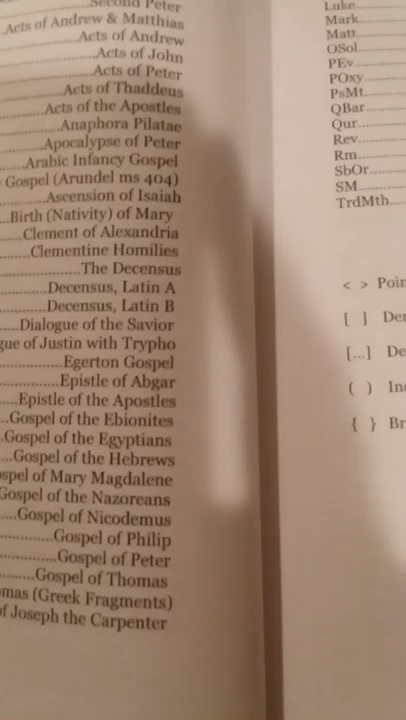 Second Peter
Acts of Andrew & Matthias
Acts of Andrew
Acts of John
Acts of Peter
Acts of Thaddeus
Acts of the Apostles
Anaphora Pilatae
Apocalypse of Peter
Arabic Infancy Gospel
Gospel (Arundel ms 404)
Ascension of Isaiah
Birth (Nativity) of Mary
Clement of Alexandria
Clementine Homilies
The Decensus
Decensus, Latin A
Decensus, Latin B
Dialogue of the Savior
gue of Justin with Trypho
Egerton Gospel
Epistle of Abgar
Epistle of the Apostles
Gospel of the Ebionites
Gospel of the Egyptians
Gospel of the Hebrews
ospel of Mary Magdalene
Gospel of the Nazoreans
Gospel of Nicodemus
Gospel of Philip
Gospel of Peter
Gospel of Thomas
mas (Greek Fragments)
of Joseph the Carpenter
Luke
Mark
Matt
OSol
PEv
POxy
PsMt
QBar
Qur
Rev
Rm
SbOr
SM
TrdMth
< > Poin
[ ] Den
[...] De
( ) Inc
{ } Br